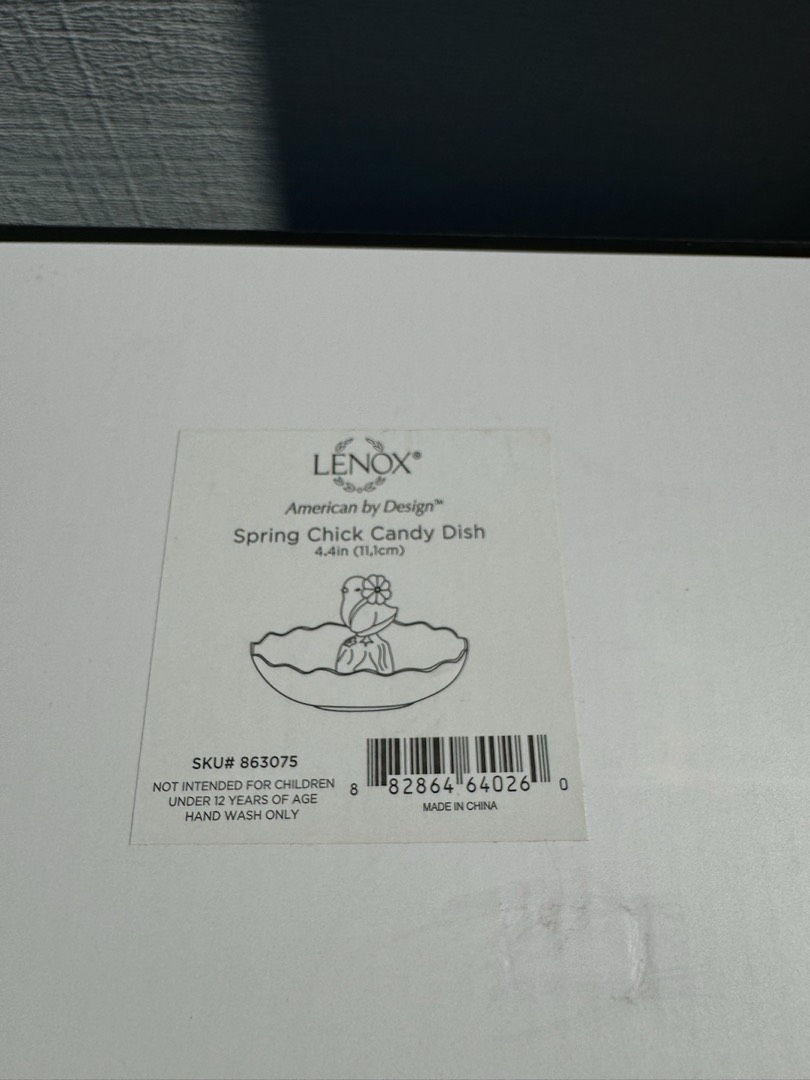 LENOX®
American by Design™
Spring Chick Candy Dish
4.4in (11,1cm)
SKU# 863075
NOT INTENDED FOR CHILDREN
UNDER 12 YEARS OF AGE
HAND WASH ONLY
8 82864 64026 0
MADE IN CHINA